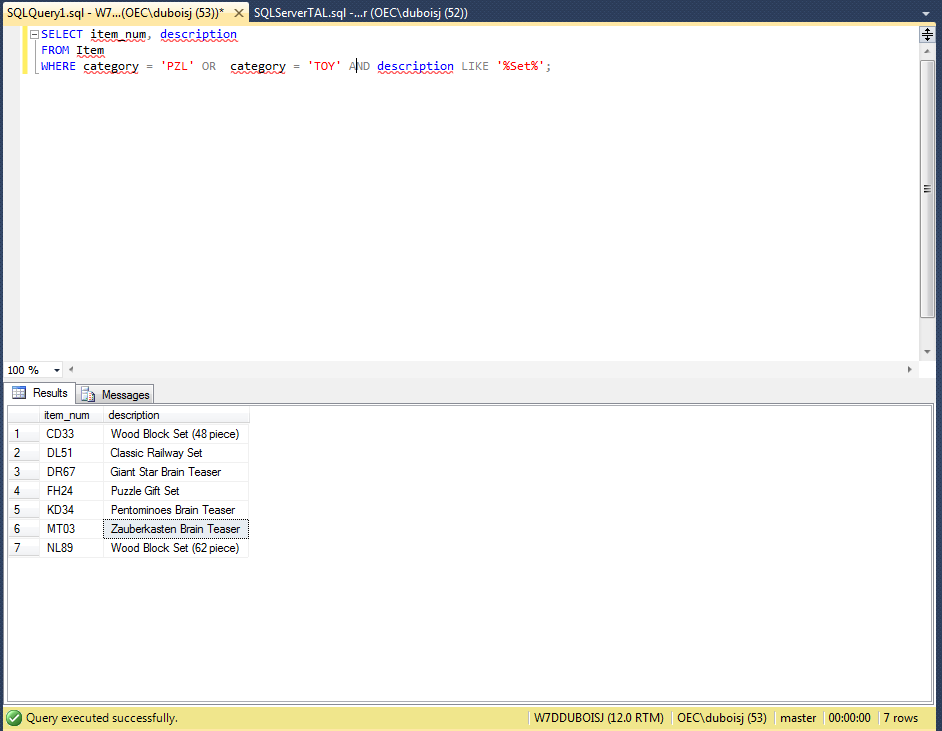 SQLQuery1.sql - W7...(OEC\duboisj (53))* SQLServerTAL.sql -...r (OEC\duboisj (52))
SELECT item_num, description
FROM Item
WHERE category = 'PZL' OR  category = 'TOY' AND description LIKE '%Set%';
100 %
Results Messages
item_num description
1 CD33 Wood Block Set (48 piece)
2 DL51 Classic Railway Set
3 DR67 Giant Star Brain Teaser
4 FH24 Puzzle Gift Set
5 KD34 Pentominoes Brain Teaser
6 MT03 Zauberkasten Brain Teaser
7 NL89 Wood Block Set (62 piece)
Query executed successfully. W7DDUBOISJ (12.0 RTM) OEC\duboisj (53) master 00:00:00 7 rows